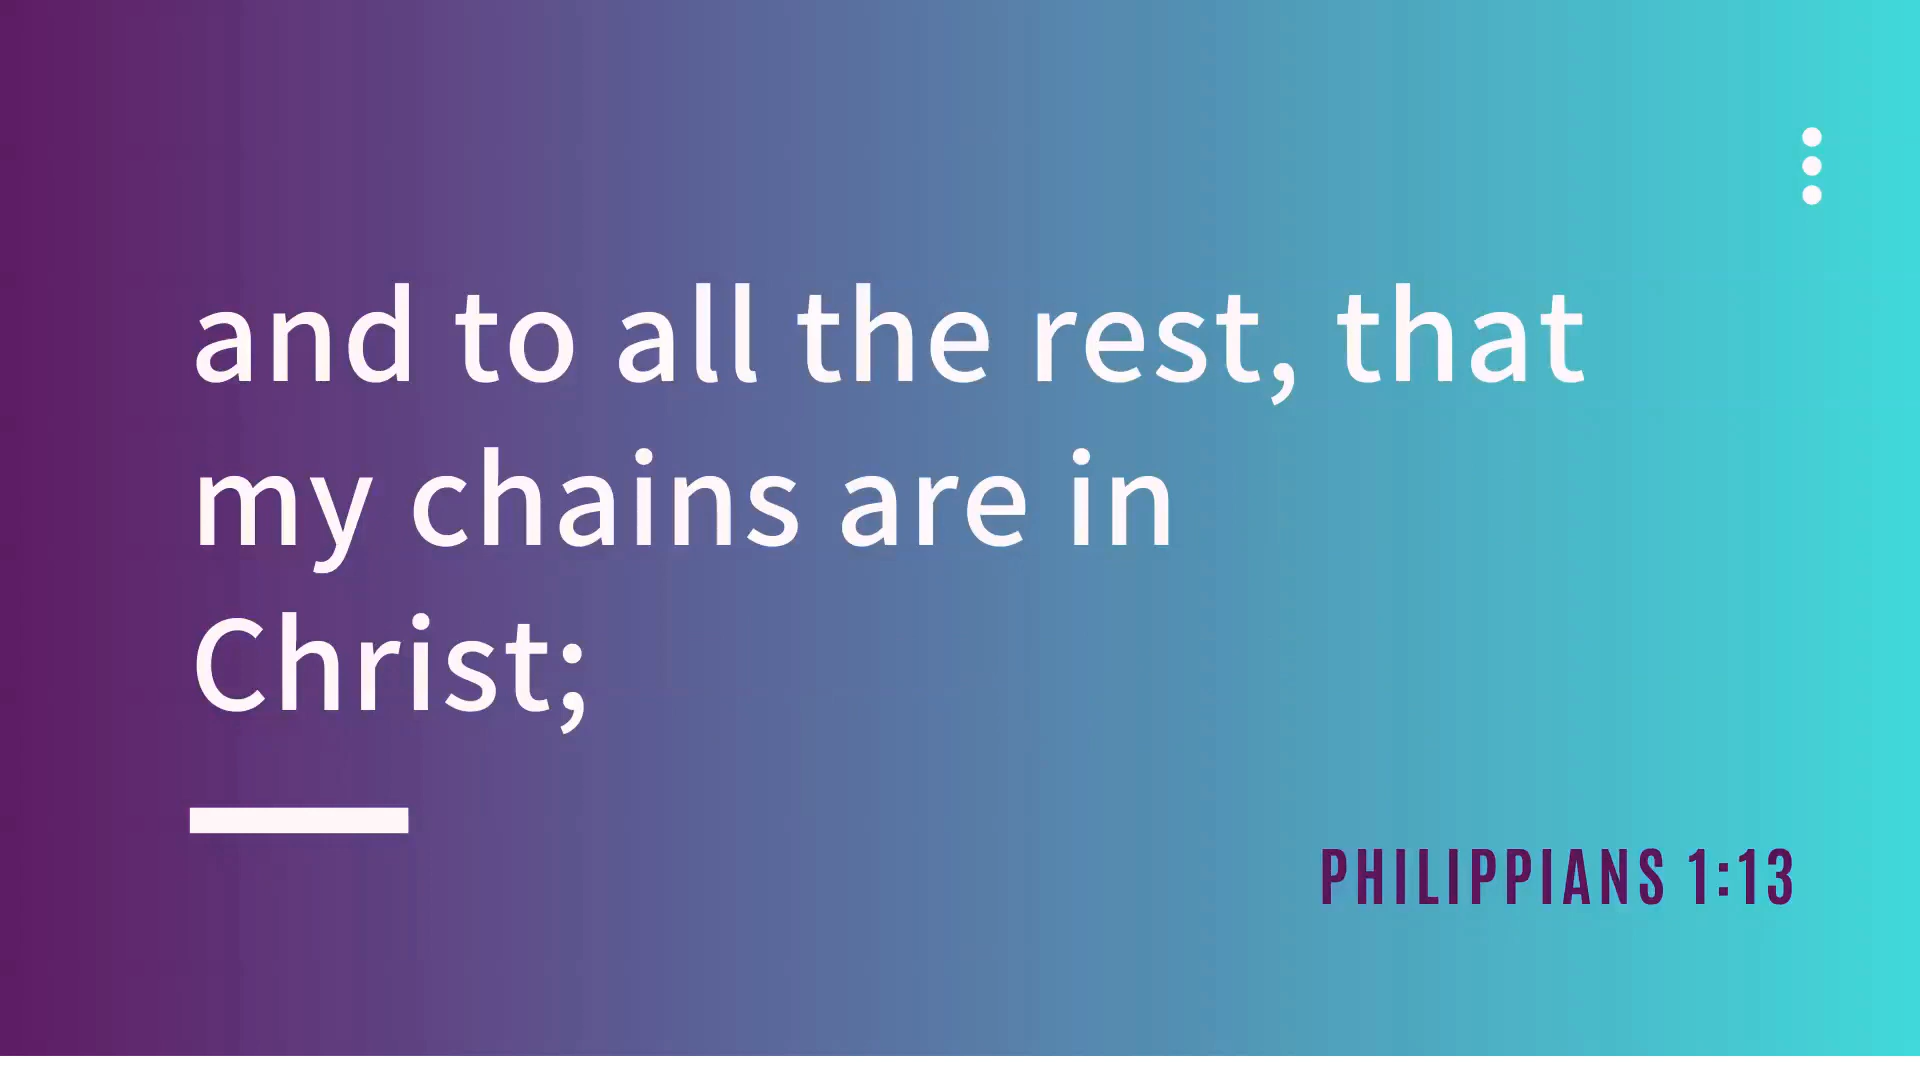 and to all the rest, that
my chains are in
Christ;
PHILIPPIANS 1:13